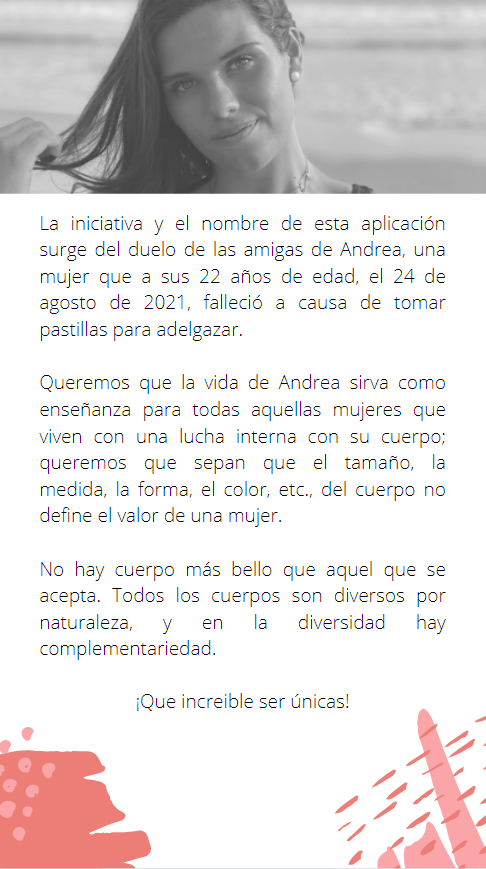 La iniciativa y el nombre de esta aplicación
surge del duelo de las amigas de Andrea, una
mujer que a sus 22 años de edad, el 24 de
agosto de 2021, falleció a causa de tomar
pastillas para adelgazar.
Queremos que la vida de Andrea sirva como
enseñanza para todas aquellas mujeres que
viven con una lucha interna con su cuerpo;
queremos que sepan que el tamaño, la
medida, la forma, el color, etc., del cuerpo no
define el valor de una mujer.
No hay cuerpo más bello que aquel que se
acepta. Todos los cuerpos son diversos por
naturaleza, y en la diversidad hay
complementariedad.
¡Que increible ser únicas!